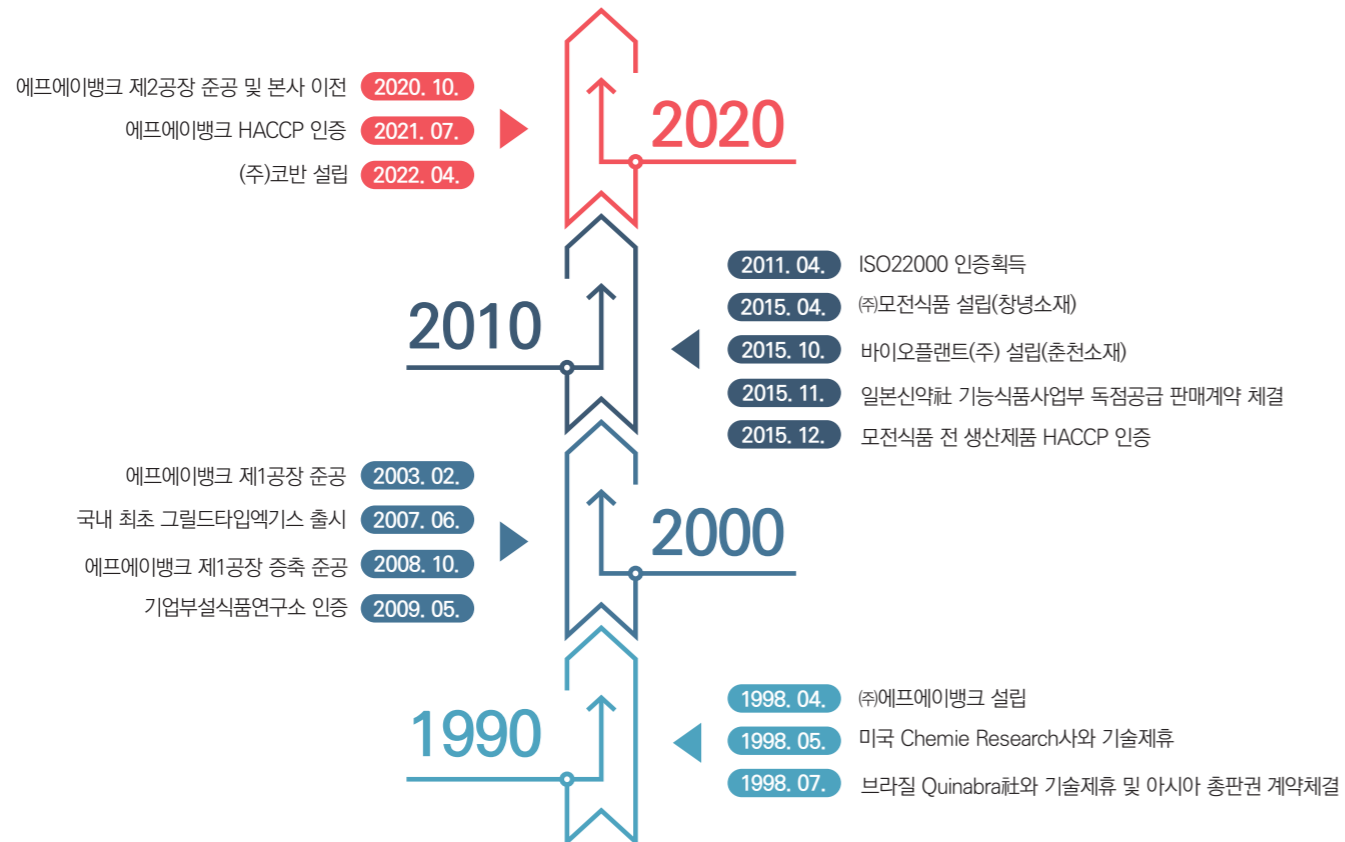 에프에이뱅크 제2공장 준공 및 본사 이전 2020. 10.
에프에이뱅크 HACCP 인증 2021. 07.
(주)코반 설립 2022. 04.
2020
2010
2011. 04. ISO22000 인증획득
2015. 04. ㈜모전식품 설립(창녕소재)
2015. 10. 바이오플랜트(주) 설립(춘천소재)
2015. 11. 일본신약社 기능식품사업부 독점공급 판매계약 체결
2015. 12. 모전식품 전 생산제품 HACCP 인증
에프에이뱅크 제1공장 준공 2003. 02.
국내 최초 그릴드타입엑기스 출시 2007. 06.
에프에이뱅크 제1공장 증축 준공 2008. 10.
기업부설식품연구소 인증 2009. 05.
2000
1990
1998. 04. ㈜에프에이뱅크 설립
1998. 05. 미국 Chemie Research사와 기술제휴
1998. 07. 브라질 Quinabra社와 기술제휴 및 아시아 총판권 계약체결